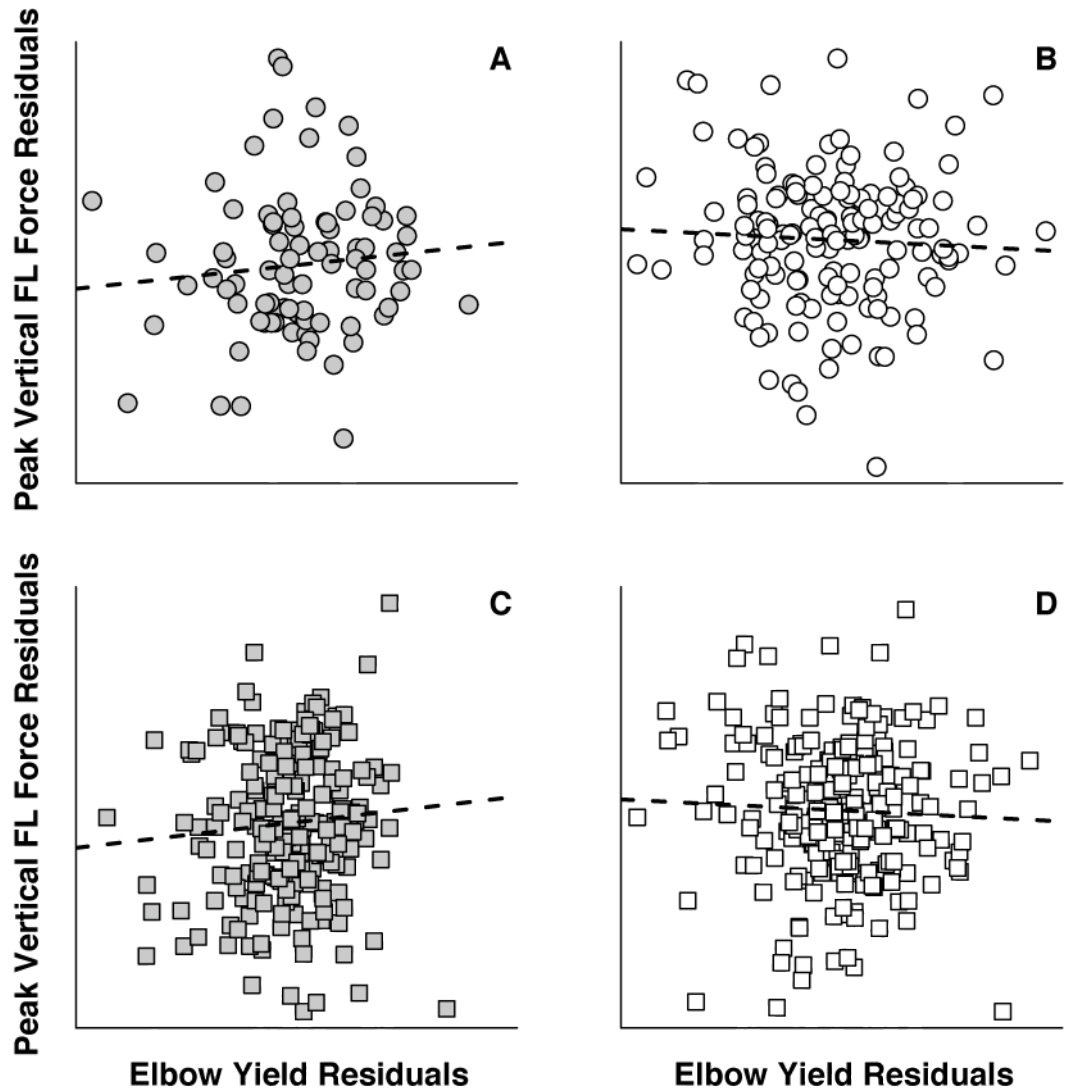 Peak Vertical FL Force Residuals
A
B
Peak Vertical FL Force Residuals
C
D
Elbow Yield Residuals
Elbow Yield Residuals